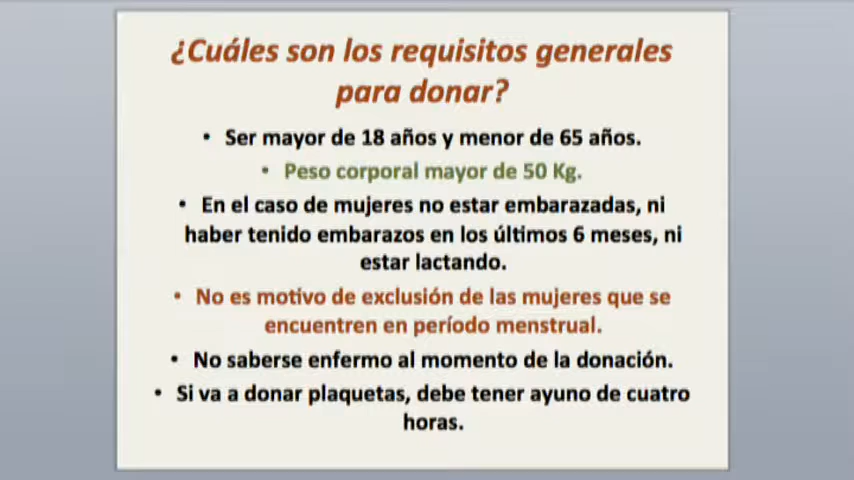 ¿Cuáles son los requisitos generales
para donar?
• Ser mayor de 18 años y menor de 65 años.
• Peso corporal mayor de 50 Kg.
• En el caso de mujeres no estar embarazadas, ni
haber tenido embarazos en los últimos 6 meses, ni
estar lactando.
• No es motivo de exclusión de las mujeres que se
encuentren en período menstrual.
• No saberse enfermo al momento de la donación.
• Si va a donar plaquetas, debe tener ayuno de cuatro
horas.